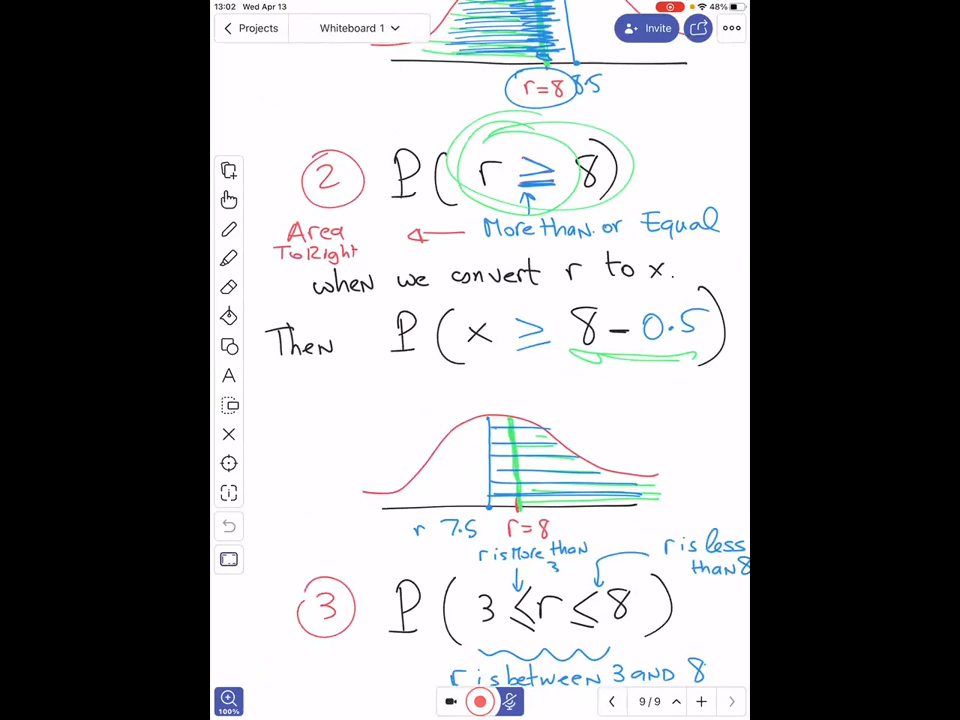 13:02 Wed Apr 13
48%
Projects
Whiteboard 1
Invite
r=8 8.5
2 P( r ≥ 8)
Area To Right
More than or Equal
when we convert r to x.
Then P( x ≥ 8 - 0.5 )
r 7.5 r=8
r is More than 3
r is less than 8
3 P( 3 ≤ r ≤ 8 )
r is between 3 AND 8
A
100%
9/9